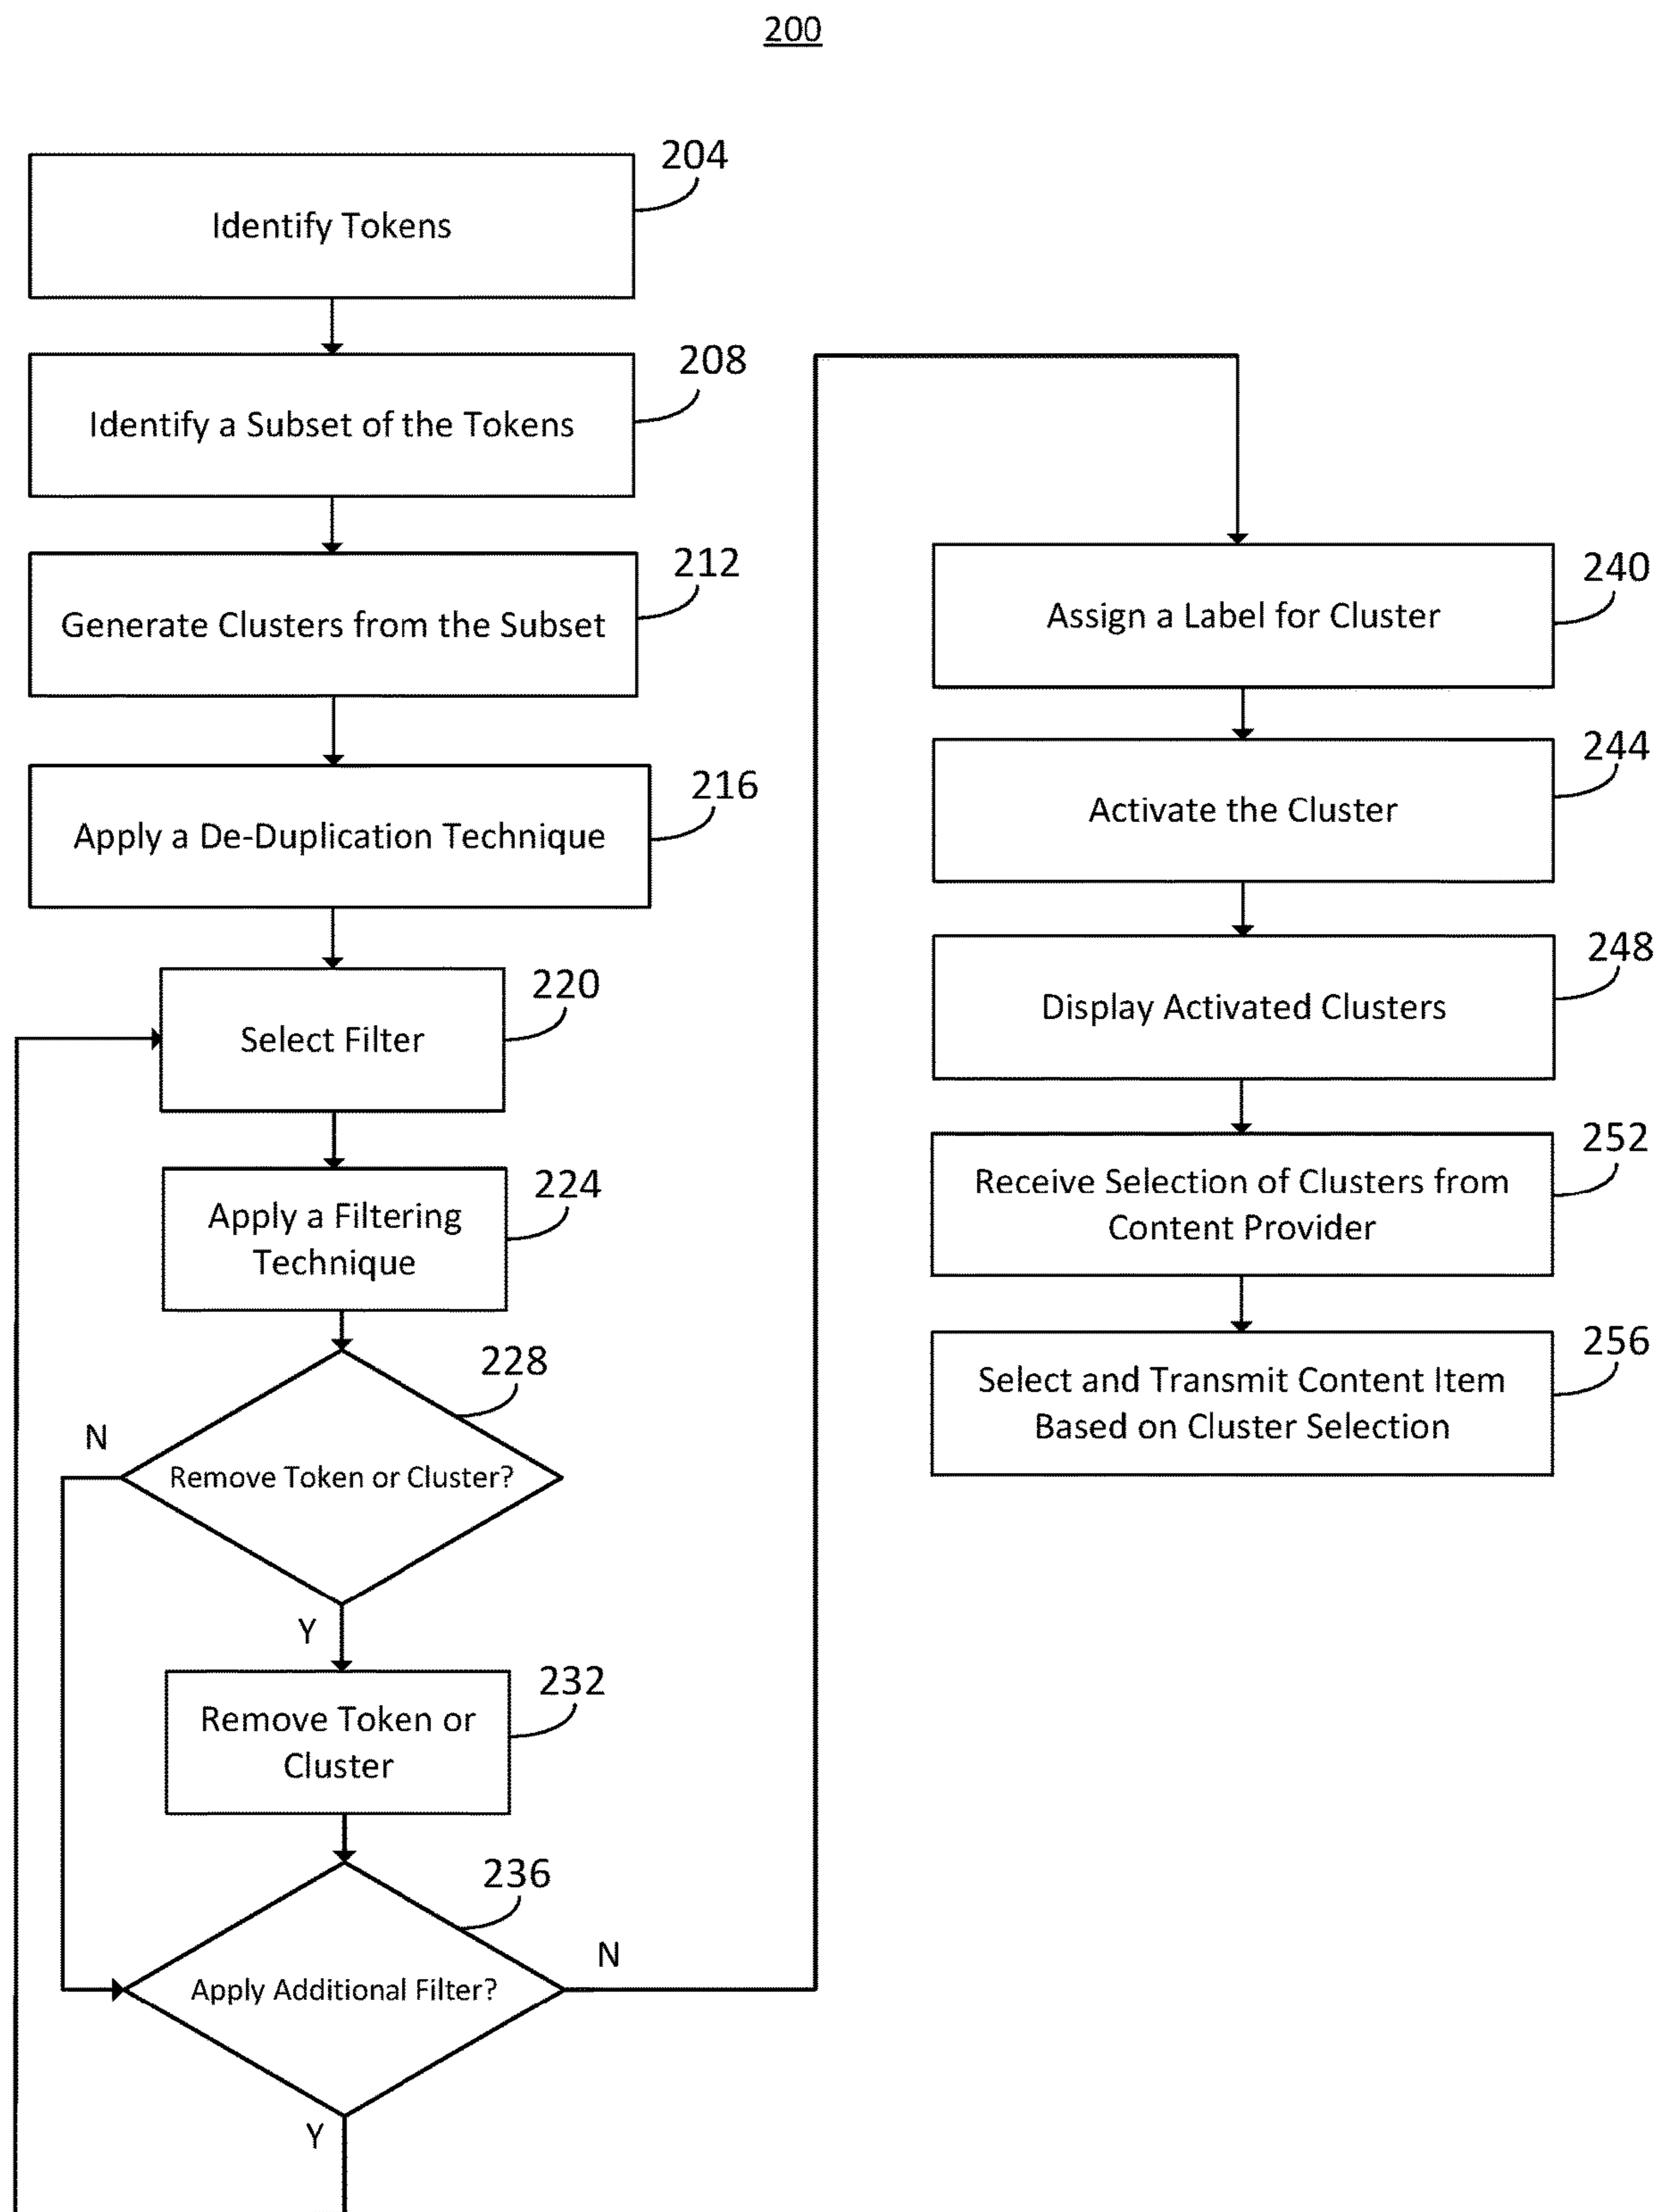 200
204
Identify Tokens
208
Identify a Subset of the Tokens
212
Generate Clusters from the Subset
216
Apply a De-Duplication Technique
220
Select Filter
224
Apply a Filtering
Technique
228
N
Remove Token or Cluster?
Y
232
Remove Token or
Cluster
236
N
Apply Additional Filter?
Y
240
Assign a Label for Cluster
244
Activate the Cluster
248
Display Activated Clusters
252
Receive Selection of Clusters from
Content Provider
256
Select and Transmit Content Item
Based on Cluster Selection